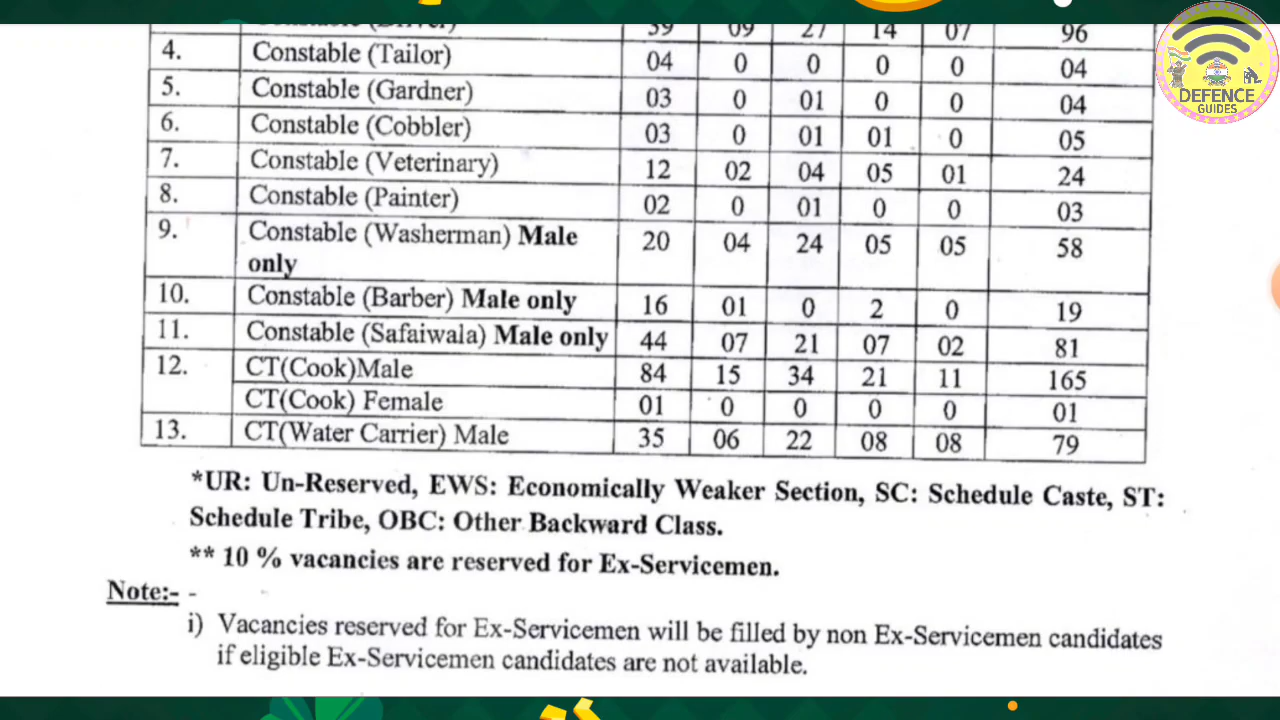 Constable (Driver) 39 09 27 14 07 96
4. Constable (Tailor) 04 0 0 0 0 04
5. Constable (Gardner) 03 0 01 0 0 04
6. Constable (Cobbler) 03 0 01 01 0 05
7. Constable (Veterinary) 12 02 04 05 01 24
8. Constable (Painter) 02 0 01 0 0 03
9. Constable (Washerman) Male 20 04 24 05 05 58
only
10. Constable (Barber) Male only 16 01 0 2 0 19
11. Constable (Safaiwala) Male only 44 07 21 07 02 81
12. CT(Cook)Male 84 15 34 21 11 165
CT(Cook) Female 01 0 0 0 0 01
13. CT(Water Carrier) Male 35 06 22 08 08 79
*UR: Un-Reserved, EWS: Economically Weaker Section, SC: Schedule Caste, ST:
Schedule Tribe, OBC: Other Backward Class.
** 10 % vacancies are reserved for Ex-Servicemen.
Note:- -
i) Vacancies reserved for Ex-Servicemen will be filled by non Ex-Servicemen candidates
if eligible Ex-Servicemen candidates are not available.
DEFENCE
GUIDES